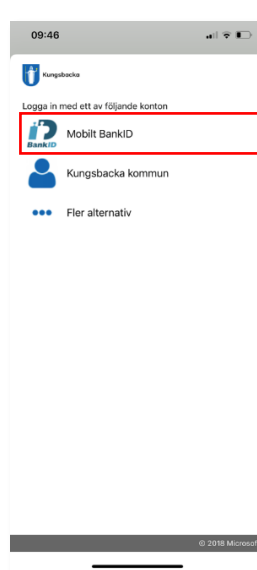 09:46
Kungsbacka
Logga in med ett av följande konton
BankID
Mobilt BankID
Kungsbacka kommun
Fler alternativ
© 2018 Microsof